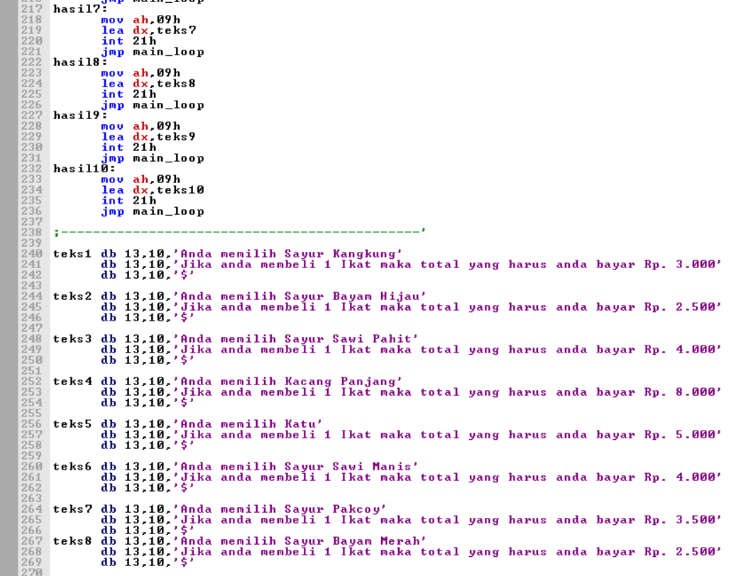 217 hasil7:
218 mov ah,09h
219 lea dx,teks7
220 int 21h
221 jmp main_loop
222 hasil8:
223 mov ah,09h
224 lea dx,teks8
225 int 21h
226 jmp main_loop
227 hasil9:
228 mov ah,09h
229 lea dx,teks9
230 int 21h
231 jmp main_loop
232 hasil10:
233 mov ah,09h
234 lea dx,teks10
235 int 21h
236 jmp main_loop
237
238 ;---------------------------------------------'
239
240 teks1 db 13,10,'Anda memilih Sayur Kangkung'
241 db 13,10,'Jika anda membeli 1 Ikat maka total yang harus anda bayar Rp. 3.000'
242 db 13,10,'$'
243
244 teks2 db 13,10,'Anda memilih Sayur Bayam Hijau'
245 db 13,10,'Jika anda membeli 1 Ikat maka total yang harus anda bayar Rp. 2.500'
246 db 13,10,'$'
247
248 teks3 db 13,10,'Anda memilih Sayur Sawi Pahit'
249 db 13,10,'Jika anda membeli 1 Ikat maka total yang harus anda bayar Rp. 4.000'
250 db 13,10,'$'
251
252 teks4 db 13,10,'Anda memilih Kacang Panjang'
253 db 13,10,'Jika anda membeli 1 Ikat maka total yang harus anda bayar Rp. 8.000'
254 db 13,10,'$'
255
256 teks5 db 13,10,'Anda memilih Katu'
257 db 13,10,'Jika anda membeli 1 Ikat maka total yang harus anda bayar Rp. 5.000'
258 db 13,10,'$'
259
260 teks6 db 13,10,'Anda memilih Sayur Sawi Manis'
261 db 13,10,'Jika anda membeli 1 Ikat maka total yang harus anda bayar Rp. 4.000'
262 db 13,10,'$'
263
264 teks7 db 13,10,'Anda memilih Sayur Pakcoy'
265 db 13,10,'Jika anda membeli 1 Ikat maka total yang harus anda bayar Rp. 3.500'
266 db 13,10,'$'
267 teks8 db 13,10,'Anda memilih Sayur Bayam Merah'
268 db 13,10,'Jika anda membeli 1 Ikat maka total yang harus anda bayar Rp. 2.500'
269 db 13,10,'$'
270